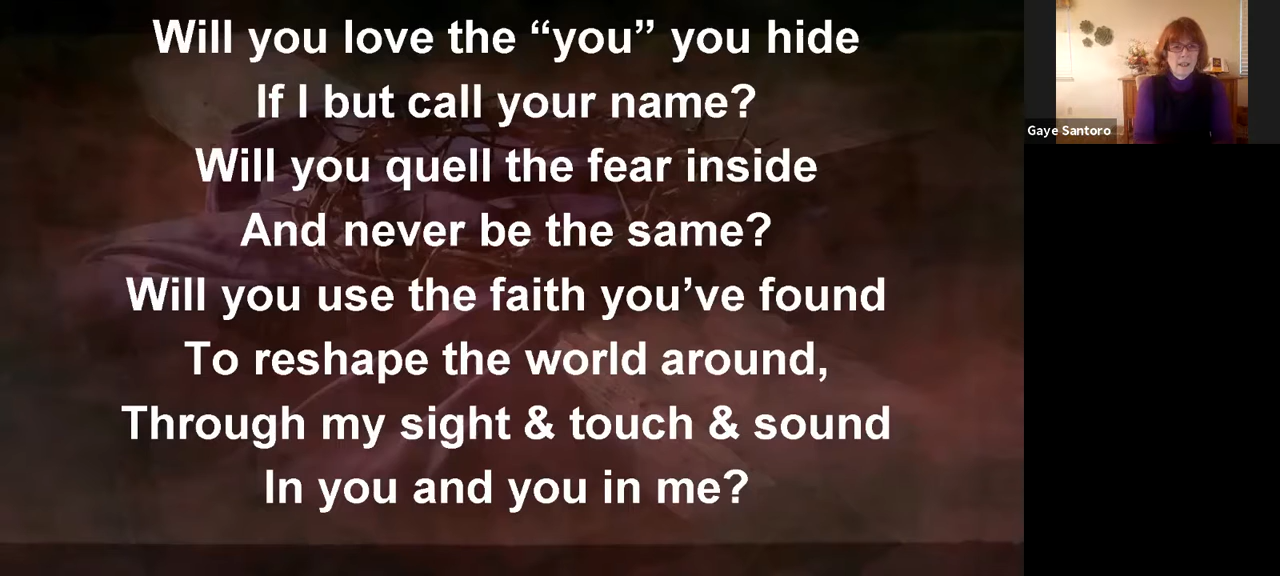 Will you love the “you” you hide
If I but call your name?
Will you quell the fear inside
And never be the same?
Will you use the faith you’ve found
To reshape the world around,
Through my sight & touch & sound
In you and you in me?
Gaye Santoro